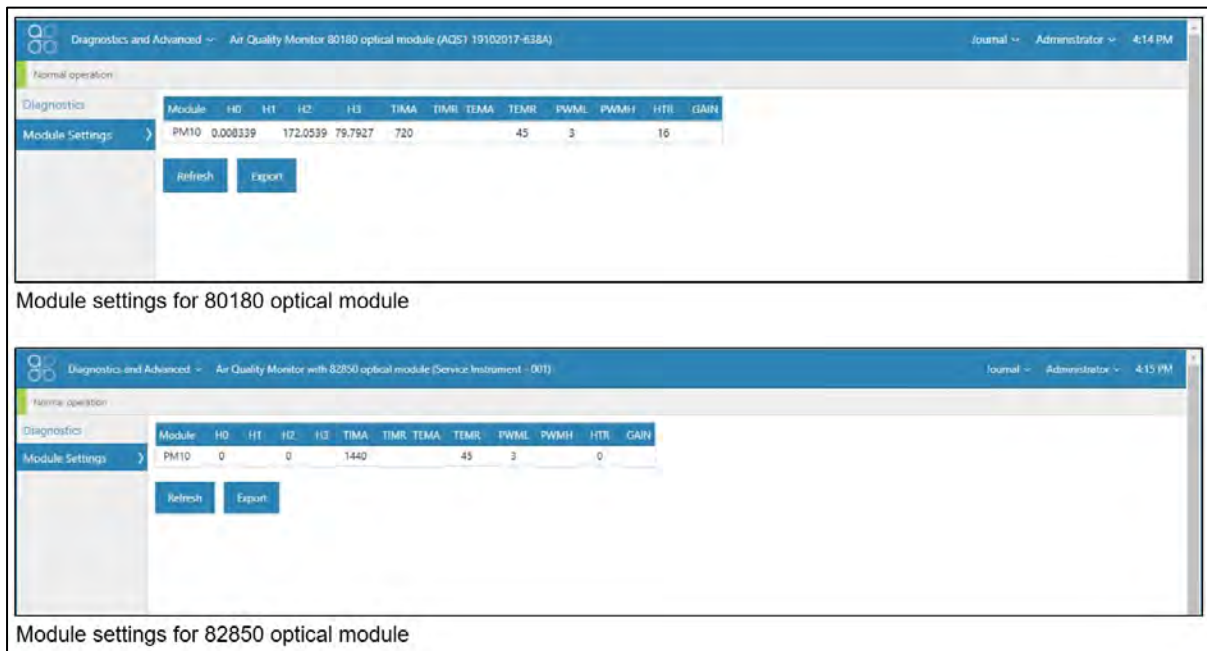 Diagnostics and Advanced Air Quality Monitor 80180 optical module (AQS1 19102017-638A) Journal Administrator 4:14 PM
Normal operation
Diagnostics
Module H0 H1 H2 H3 TIMA TIMR TEMA TEMR PWML PWMH HTR GAIN
Module Settings PM10 0.008339 172.0539 79.7927 720 45 3 16
Refresh Export
Module settings for 80180 optical module
Diagnostics and Advanced Air Quality Monitor with 82850 optical module (Service Instrument - 001) Journal Administrator 4:15 PM
Normal operation
Diagnostics
Module H0 H1 H2 H3 TIMA TIMR TEMA TEMR PWML PWMH HTR GAIN
Module Settings PM10 0 0 1440 45 3 0
Refresh Export
Module settings for 82850 optical module